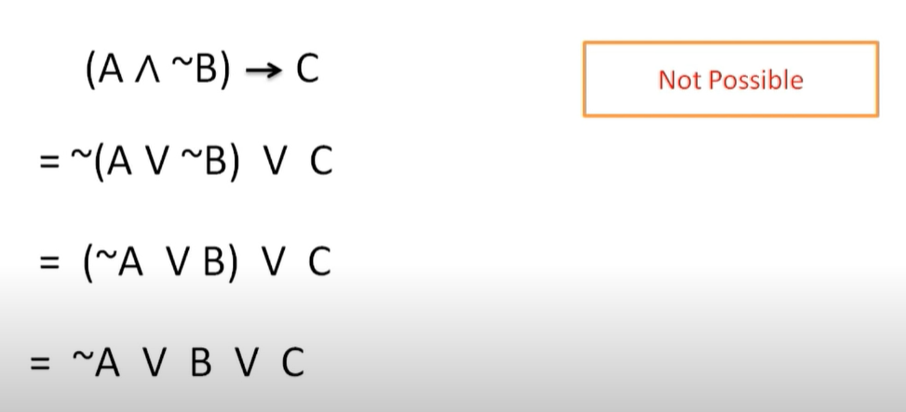 (A Λ ~B) → C
Not Possible
= ~(A V ~B) V C
= (~A V B) V C
= ~A V B V C